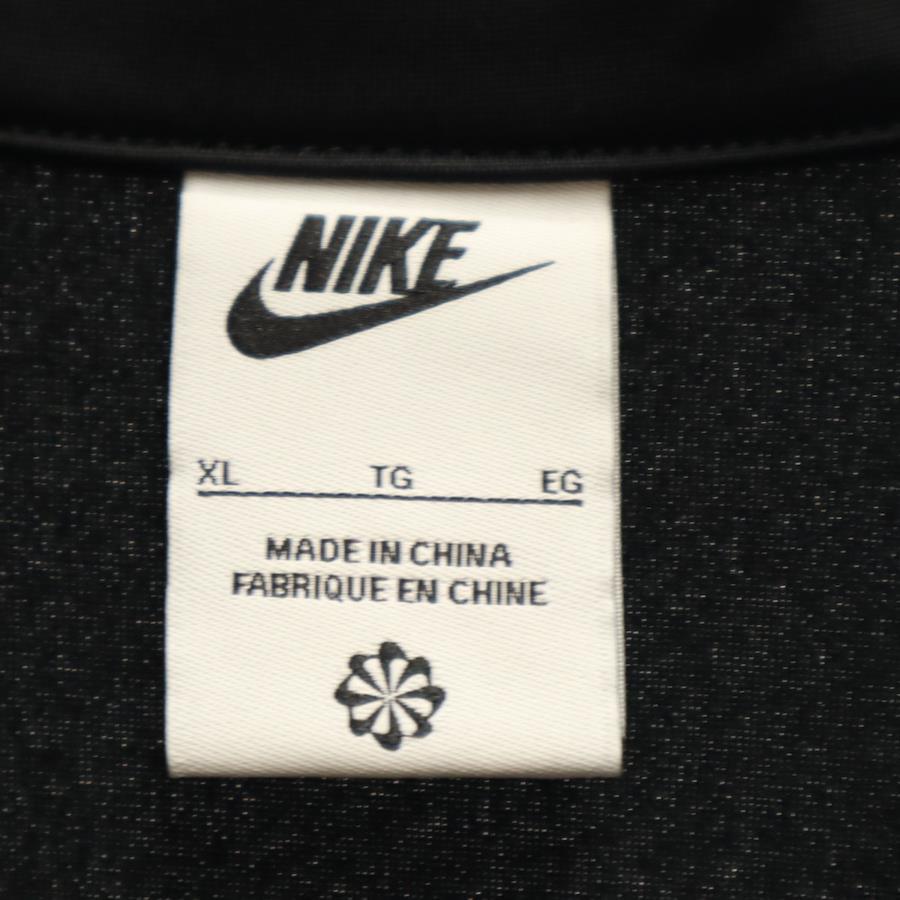 NIKE
XL TG EG
MADE IN CHINA
FABRIQUE EN CHINE